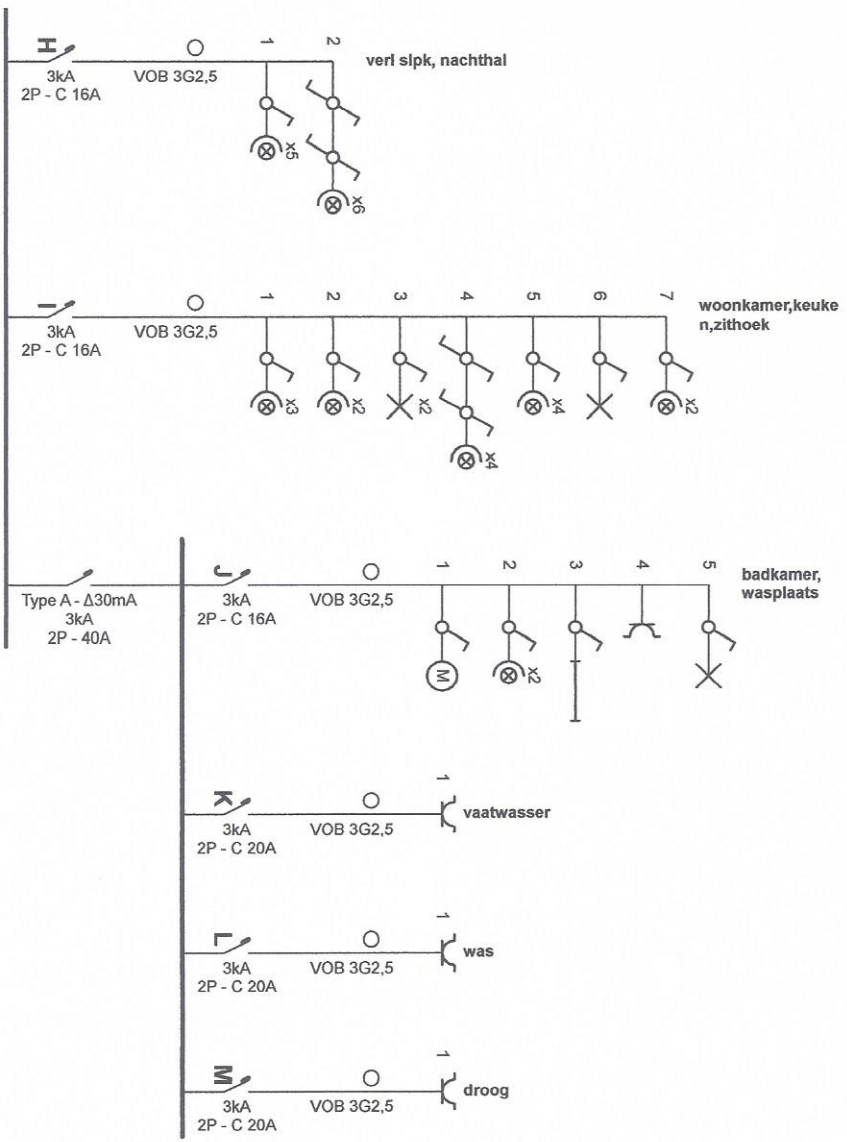 H
3kA
2P - C 16A
VOB 3G2,5
1
x5
2
x6
verl slpk, nachthal
I
3kA
2P - C 16A
VOB 3G2,5
1
x3
2
x2
3
x2
4
x4
5
x4
6
7
x2
woonkamer,keuke
n,zithoek
Type A - Δ30mA
3kA
2P - 40A
J
3kA
2P - C 16A
VOB 3G2,5
1
M
2
x2
3
4
5
badkamer,
wasplaats
K
3kA
2P - C 20A
VOB 3G2,5
1
vaatwasser
L
3kA
2P - C 20A
VOB 3G2,5
1
was
M
3kA
2P - C 20A
VOB 3G2,5
1
droog